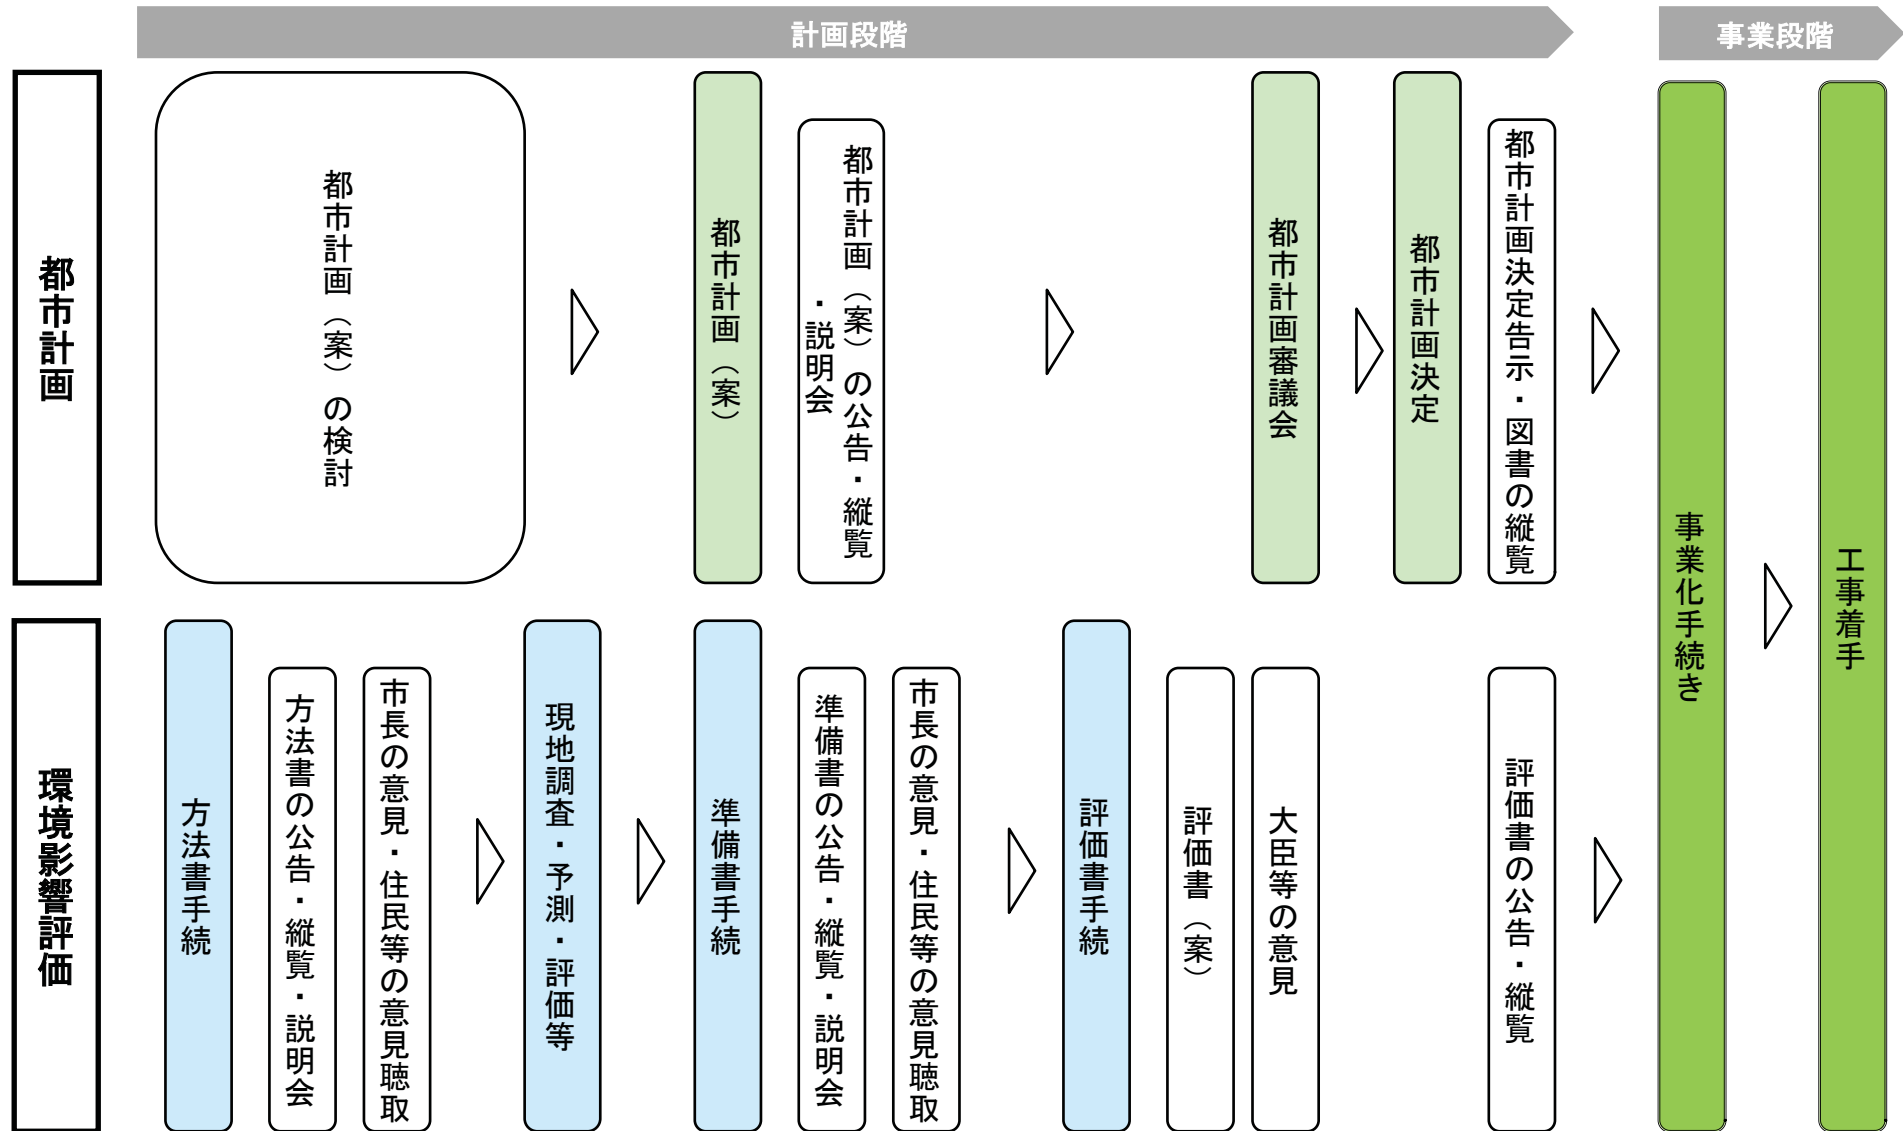 計画段階
事業段階
都市計画
都市計画（案）の検討
都市計画（案）
都市計画（案）の公告・縦覧
・説明会
都市計画審議会
都市計画決定
都市計画決定告示・図書の縦覧
環境影響評価
方法書手続
方法書の公告・縦覧・説明会
市長の意見・住民等の意見聴取
現地調査・予測・評価等
準備書手続
準備書の公告・縦覧・説明会
市長の意見・住民等の意見聴取
評価書手続
評価書（案）
大臣等の意見
評価書の公告・縦覧
事業化手続き
工事着手